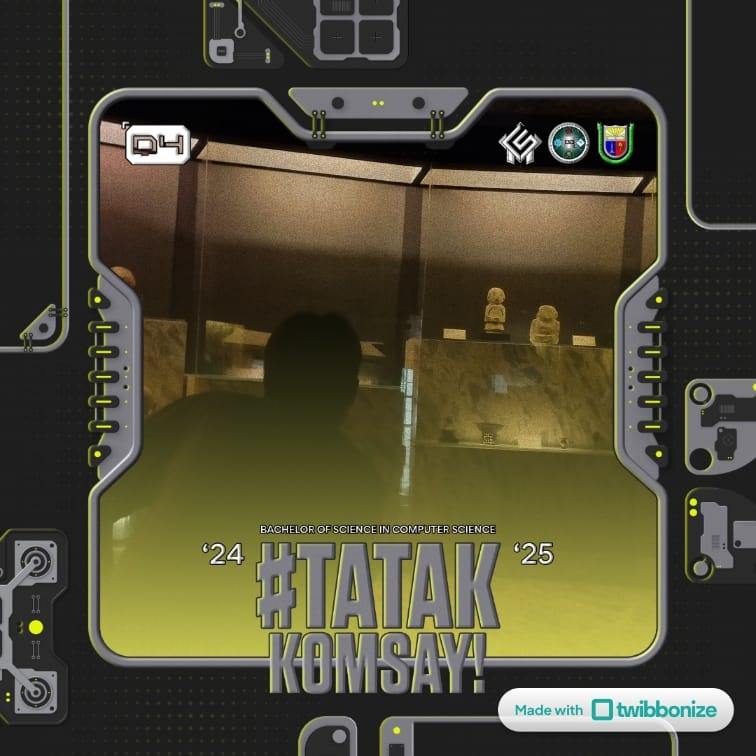 D4
BACHELOR OF SCIENCE IN COMPUTER SCIENCE
‘24 #TATAK ‘25
KOMSAY!
Made with twibbonize